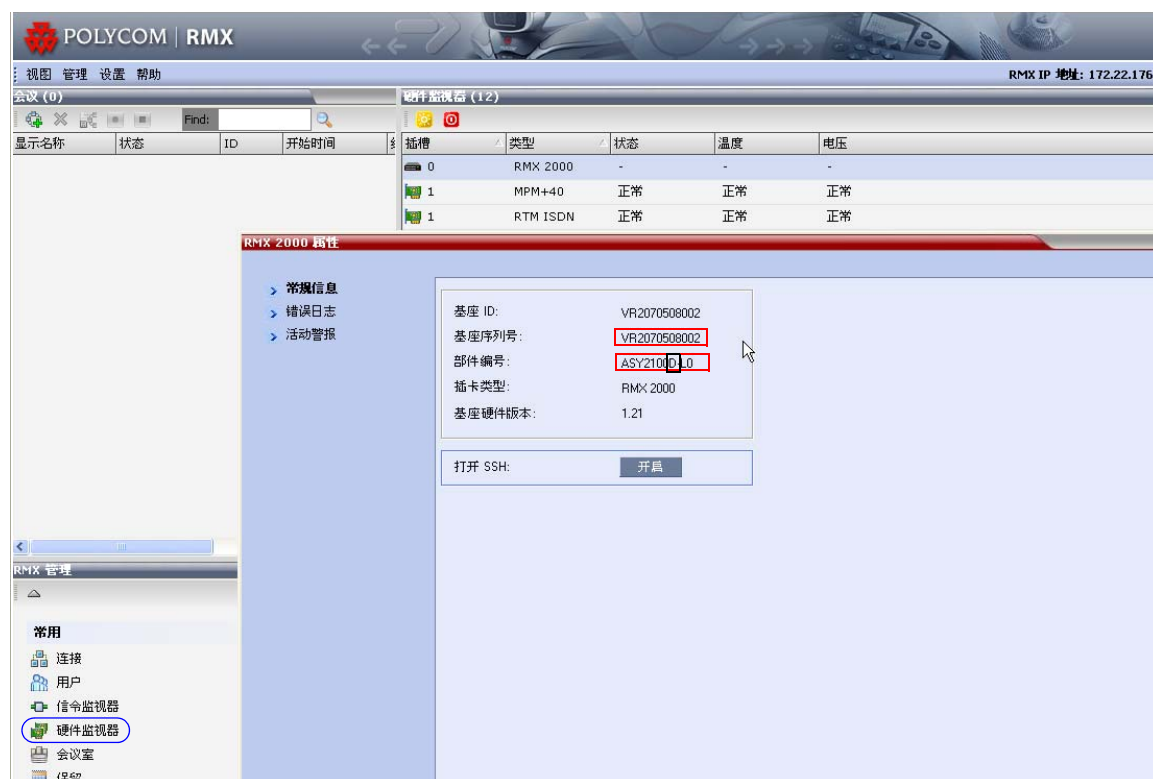 POLYCOM | RMX
视图 管理 设置 帮助
RMX IP 地址: 172.22.176
会议 (0)
硬件监视器 (12)
Find:
显示名称 状态 ID 开始时间
插槽 类型 状态 温度 电压
0 RMX 2000 - - -
1 MPM+40 正常 正常 正常
1 RTM ISDN 正常 正常 正常
RMX 2000 属性
常规信息
错误日志
活动警报
基座 ID: VR2070508002
基座序列号: VR2070508002
部件编号: ASY2100D-L0
插卡类型: RMX 2000
基座硬件版本: 1.21
打开 SSH: 开启
RMX 管理
常用
连接
用户
信令监视器
硬件监视器
会议室
保留